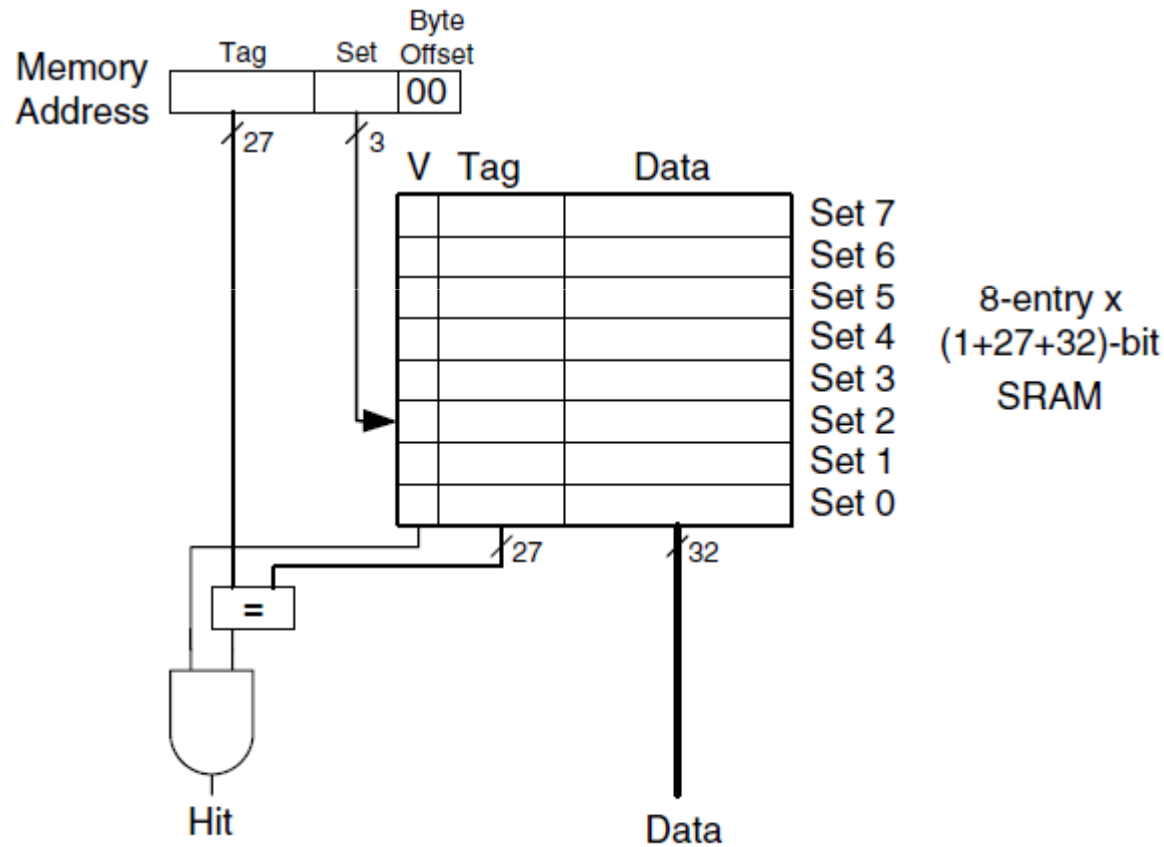 Byte
Tag Set Offset
Memory
Address
00
27
3
V Tag Data
Set 7
Set 6
Set 5
Set 4
Set 3
Set 2
Set 1
Set 0
8-entry x
(1+27+32)-bit
SRAM
27
32
=
Hit
Data